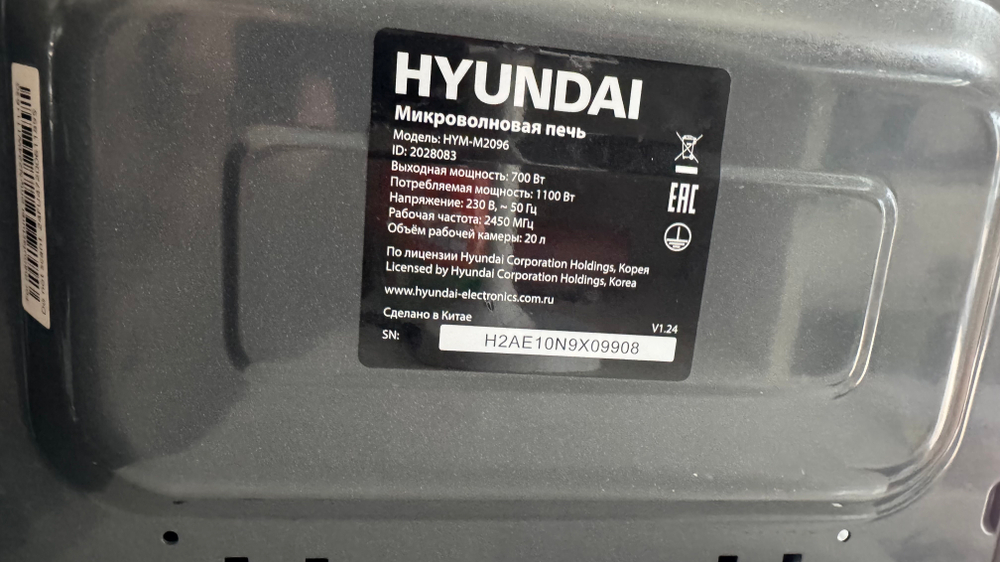 HYUNDAI
Микроволновая печь
Модель: HYM-M2096
ID: 2028083
Выходная мощность: 700 Вт
Потребляемая мощность: 1100 Вт
Напряжение: 230 В, ~ 50 Гц
Рабочая частота: 2450 МГц
Объём рабочей камеры: 20 л
EAC
По лицензии Hyundai Corporation Holdings, Корея
Licensed by Hyundai Corporation Holdings, Korea
www.hyundai-electronics.com.ru
Сделано в Китае
V1.24
SN: H2AE10N9X09908